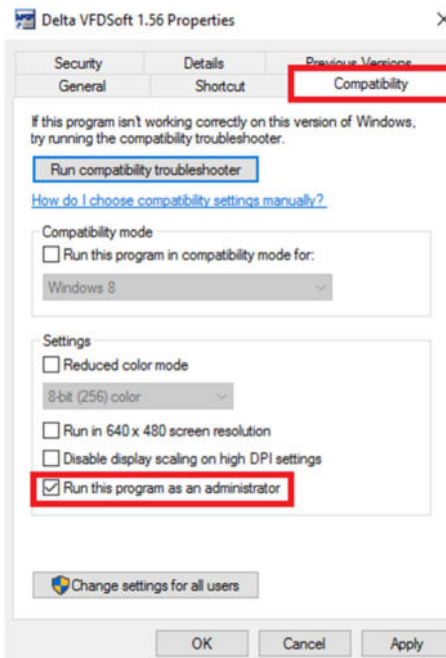 Delta VFDSoft 1.56 Properties
Security Details Previous Versions
General Shortcut Compatibility
If this program isn't working correctly on this version of Windows,
try running the compatibility troubleshooter.
Run compatibility troubleshooter
How do I choose compatibility settings manually?
Compatibility mode
Run this program in compatibility mode for:
Windows 8
Settings
Reduced color mode
8-bit (256) color
Run in 640 x 480 screen resolution
Disable display scaling on high DPI settings
Run this program as an administrator
Change settings for all users
OK Cancel Apply